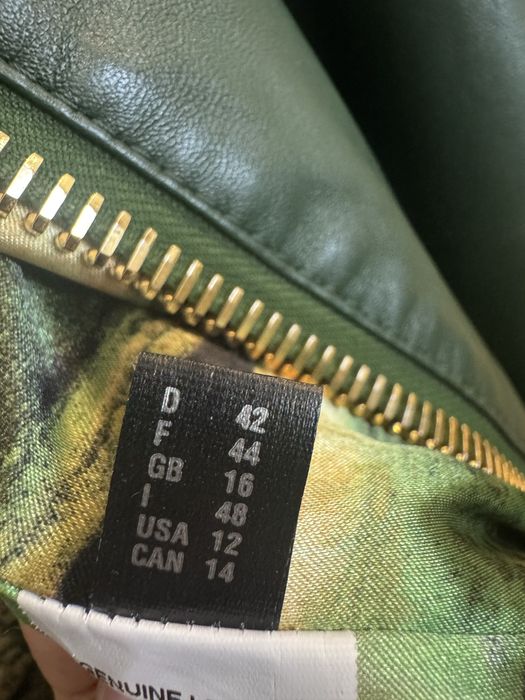 D 42
F 44
GB 16
I 48
USA 12
CAN 14
GENUINE